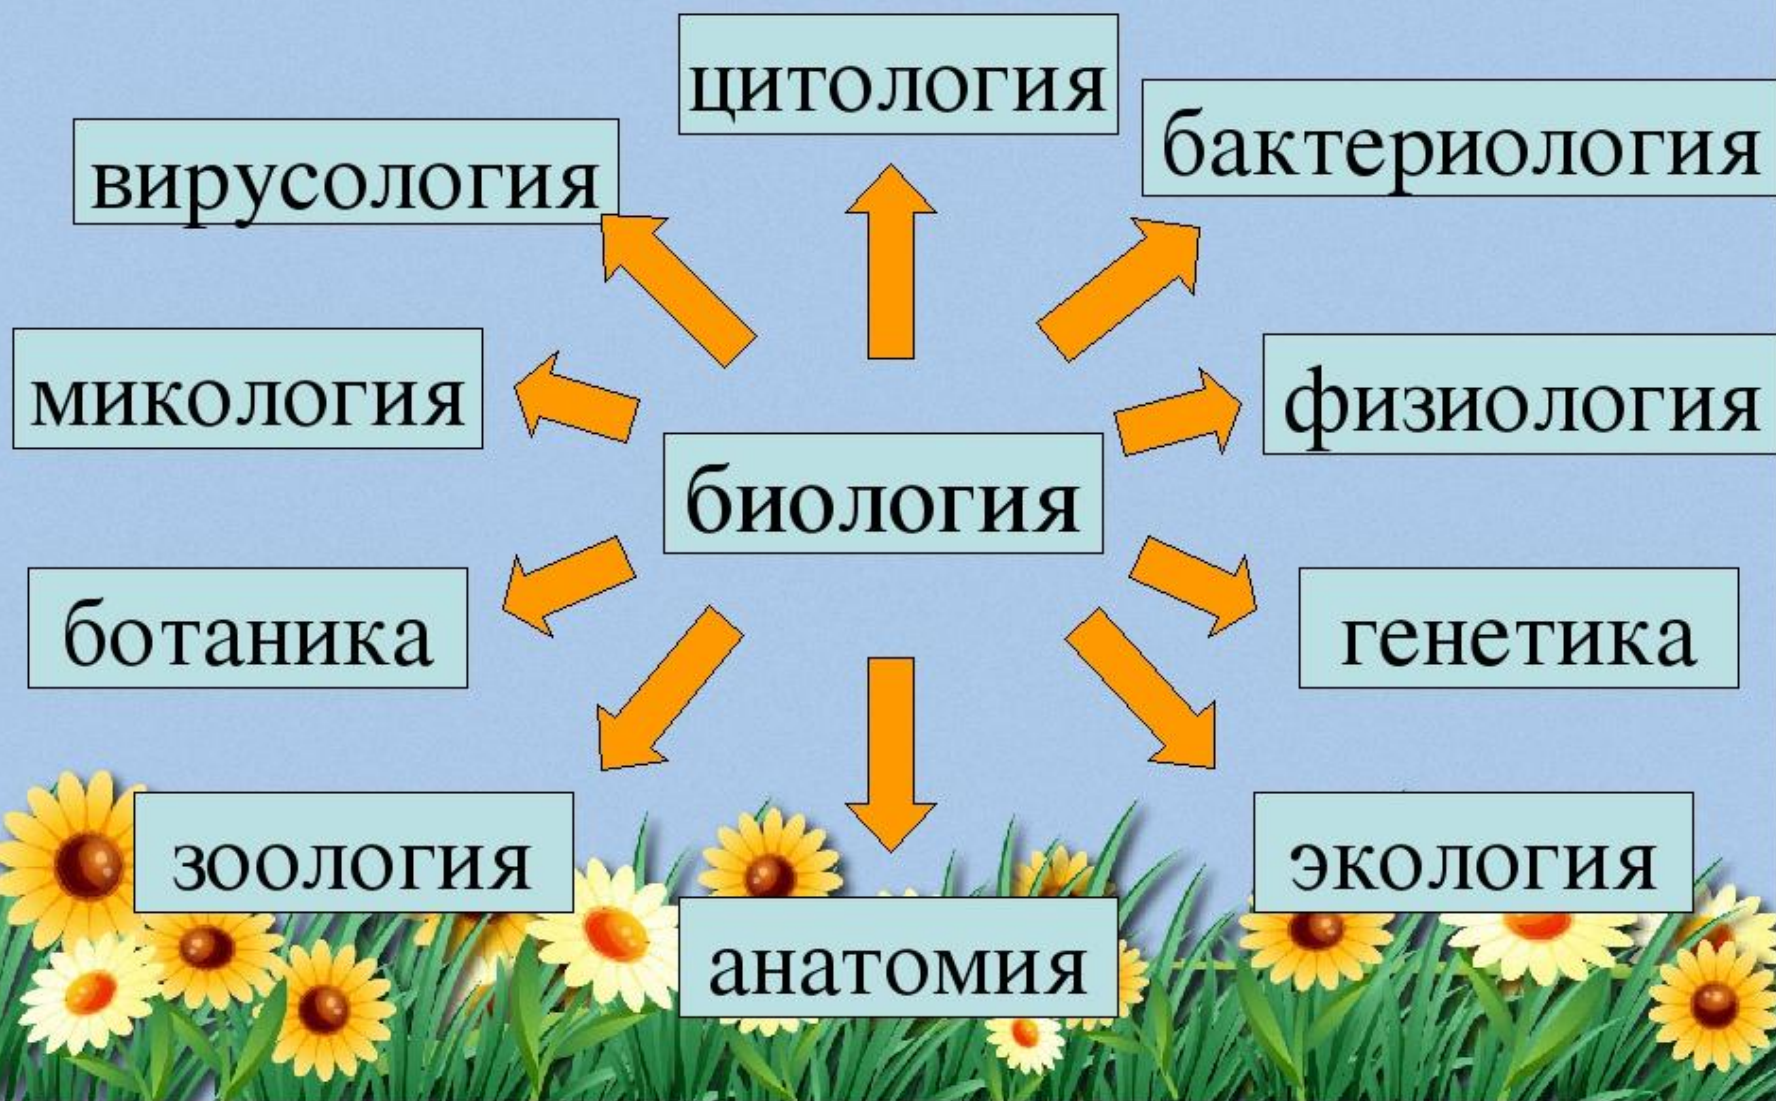 цитология
бактериология
вирусология
микология
физиология
биология
ботаника
генетика
зоология
экология
анатомия